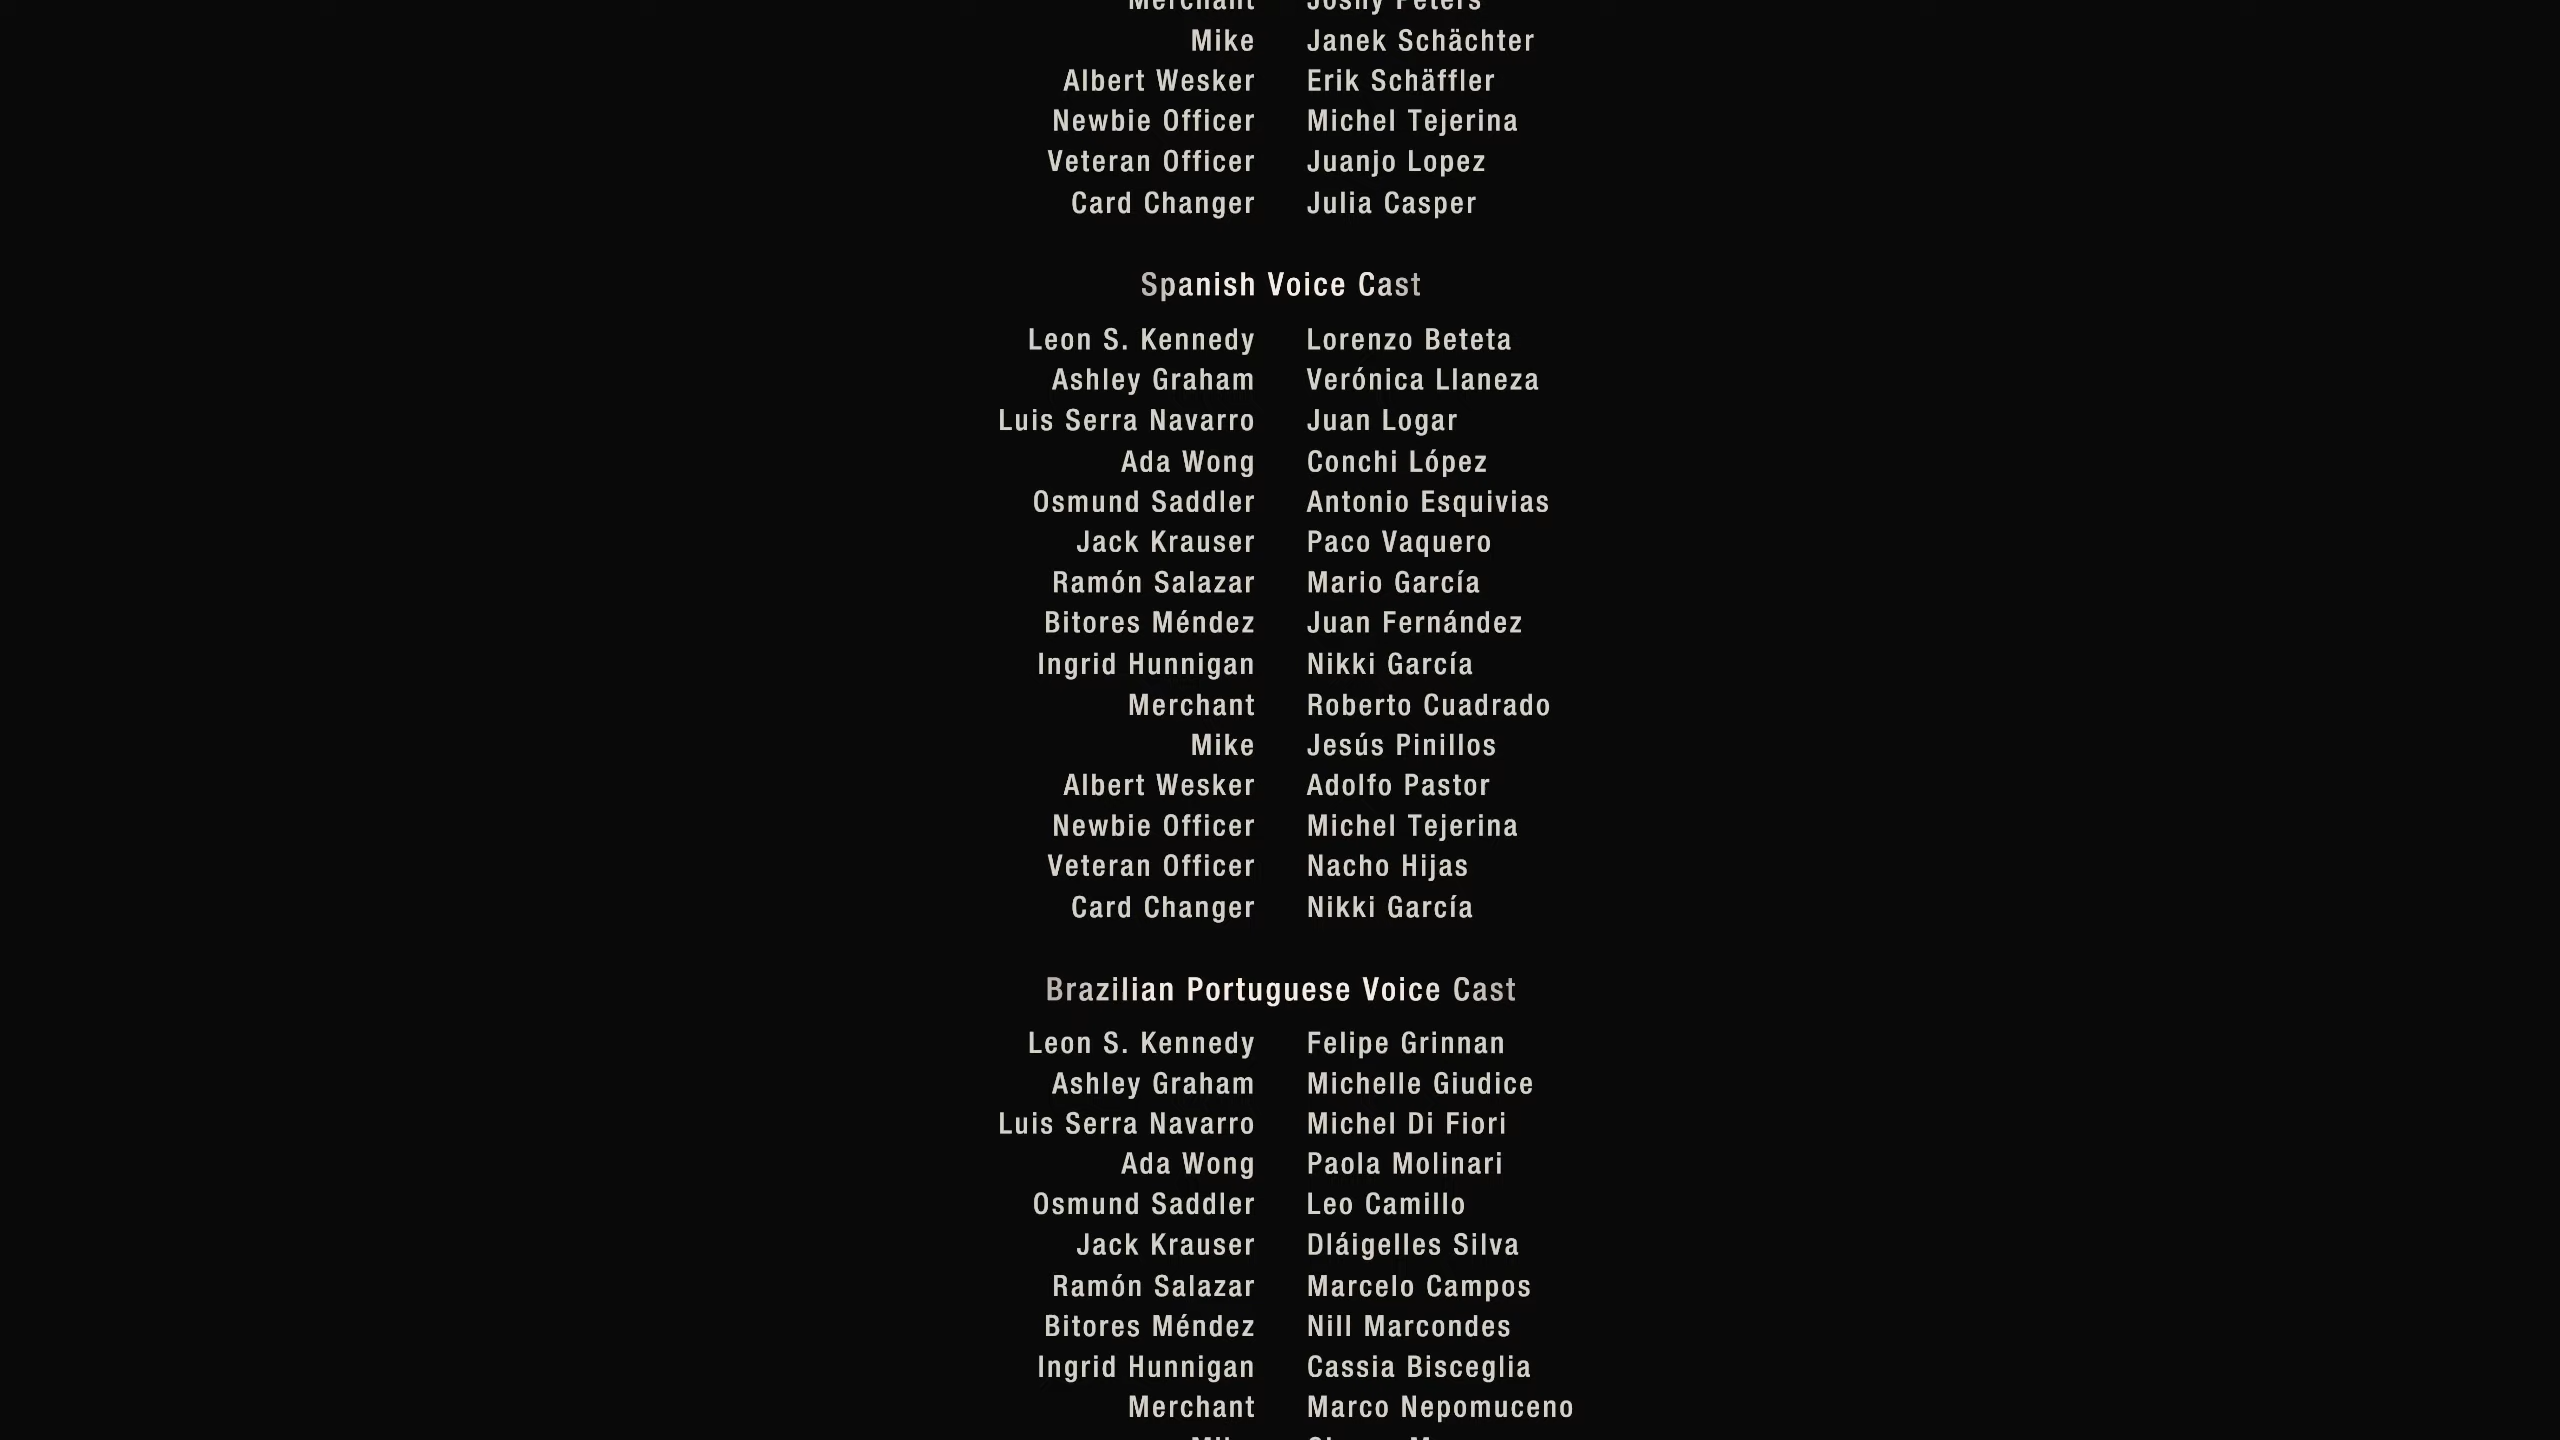 Merchant Joshy Peters
Mike Janek Schächter
Albert Wesker Erik Schäffler
Newbie Officer Michel Tejerina
Veteran Officer Juanjo Lopez
Card Changer Julia Casper
Spanish Voice Cast
Leon S. Kennedy Lorenzo Beteta
Ashley Graham Verónica Llaneza
Luis Serra Navarro Juan Logar
Ada Wong Conchi López
Osmund Saddler Antonio Esquivias
Jack Krauser Paco Vaquero
Ramón Salazar Mario García
Bitores Méndez Juan Fernández
Ingrid Hunnigan Nikki García
Merchant Roberto Cuadrado
Mike Jesús Pinillos
Albert Wesker Adolfo Pastor
Newbie Officer Michel Tejerina
Veteran Officer Nacho Hijas
Card Changer Nikki García
Brazilian Portuguese Voice Cast
Leon S. Kennedy Felipe Grinnan
Ashley Graham Michelle Giudice
Luis Serra Navarro Michel Di Fiori
Ada Wong Paola Molinari
Osmund Saddler Leo Camillo
Jack Krauser Dláigelles Silva
Ramón Salazar Marcelo Campos
Bitores Méndez Nill Marcondes
Ingrid Hunnigan Cassia Bisceglia
Merchant Marco Nepomuceno